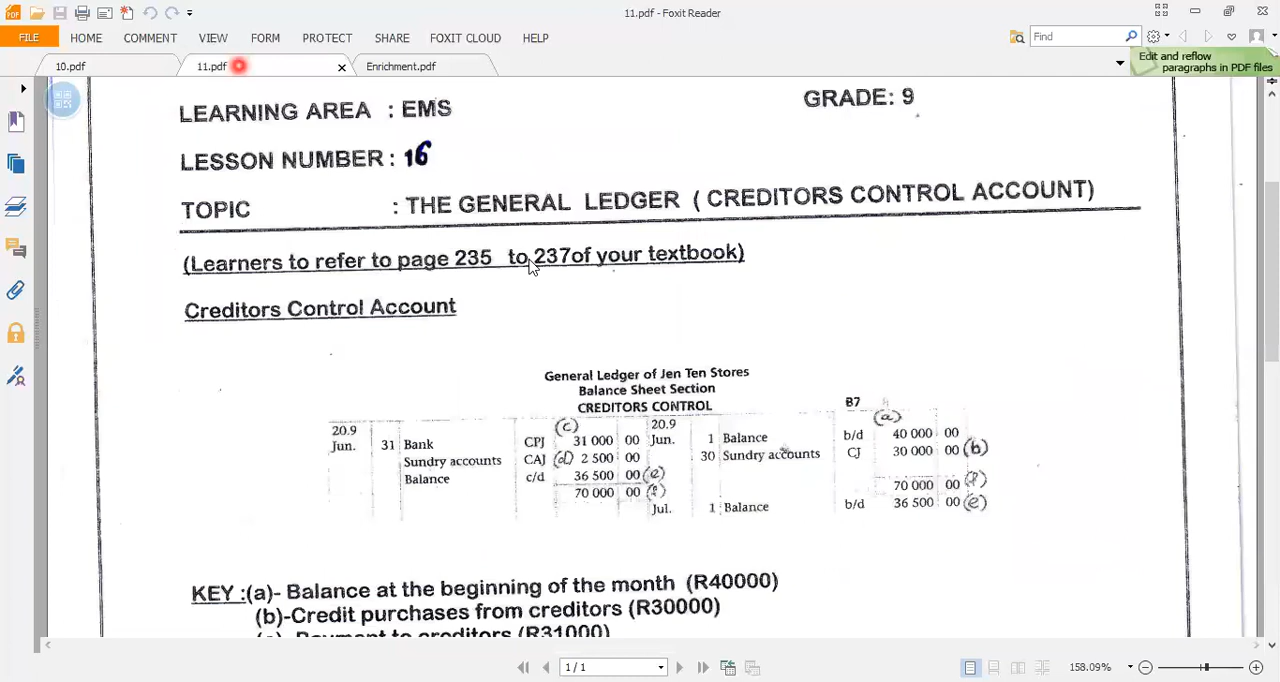 11.pdf - Foxit Reader
FILE HOME COMMENT VIEW FORM PROTECT SHARE FOXIT CLOUD HELP
Find
10.pdf 11.pdf Enrichment.pdf
Edit and reflow
paragraphs in PDF files
LEARNING AREA : EMS GRADE: 9
LESSON NUMBER : 16
TOPIC : THE GENERAL LEDGER ( CREDITORS CONTROL ACCOUNT)
(Learners to refer to page 235 to 237of your textbook)
Creditors Control Account
General Ledger of Jen Ten Stores
Balance Sheet Section
CREDITORS CONTROL B7
20.9 (c) 20.9 (a)
Jun. 31 Bank CPJ 31 000 00 Jun. 1 Balance b/d 40 000 00
Sundry accounts CAJ (d) 2 500 00 30 Sundry accounts CJ 30 000 00 (b)
Balance c/d 36 500 00 (e)
70 000 00 (f) 70 000 00 (f)
Jul. 1 Balance b/d 36 500 00 (e)
KEY :(a)- Balance at the beginning of the month (R40000)
(b)-Credit purchases from creditors (R30000)
(c)- Payment to creditors (R31000)
1 / 1
158.09%